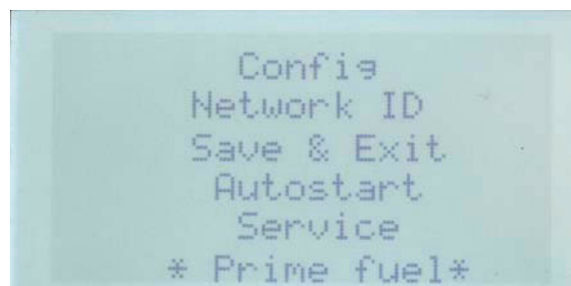 Config
Network ID
Save & Exit
Autostart
Service
* Prime fuel*